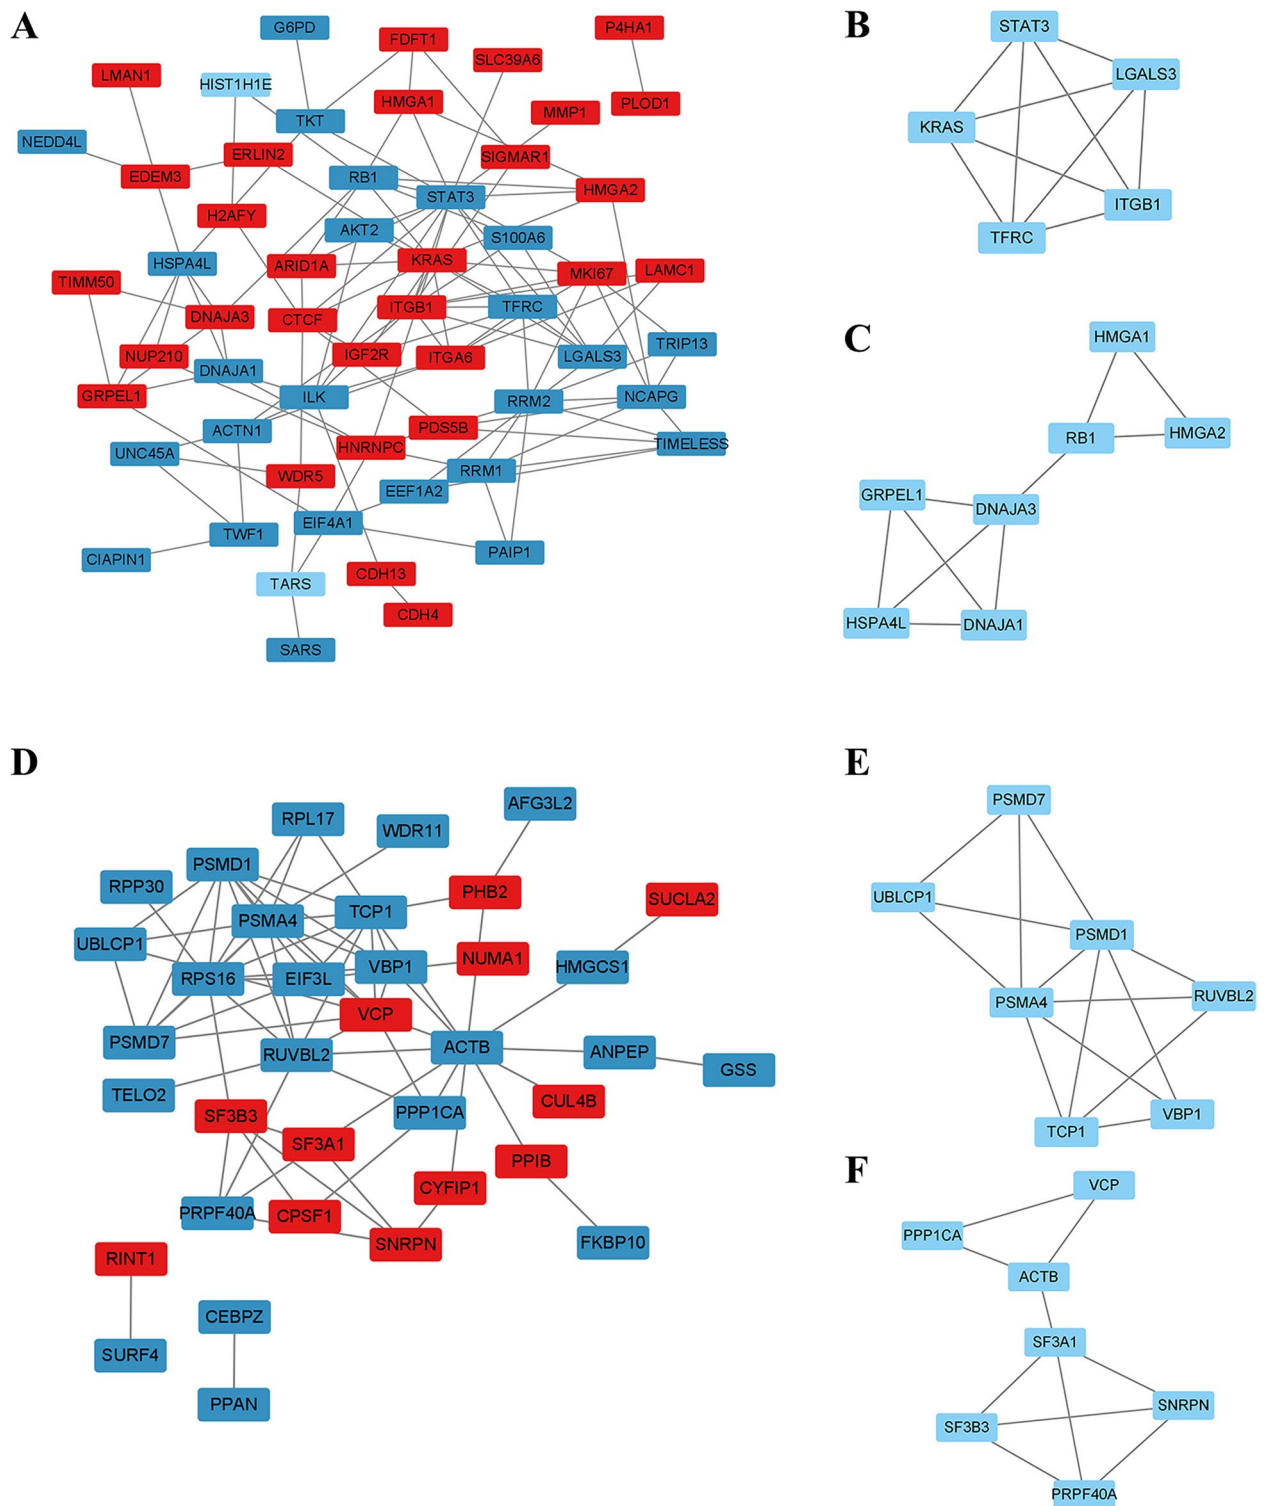 A
G6PD
P4HA1
FDFT1
SLC39A6
LMAN1
HIST1H1E
HMGA1
PLOD1
MMP1
TKT
NEDD4L
ERLIN2
SIGMAR1
EDEM3
RB1
HMGA2
STAT3
H2AFY
AKT2
S100A6
HSPA4L
ARID1A
KRAS
MKI67
LAMC1
TIMM50
ITGB1
TFRC
DNAJA3
CTCF
TRIP13
NUP210
IGF2R
ITGA6
LGALS3
DNAJA1
GRPEL1
ILK
RRM2
NCAPG
ACTN1
PDS5B
TIMELESS
UNC45A
HNRNPC
WDR5
RRM1
EEF1A2
EIF4A1
TWF1
PAIP1
CIAPIN1
TARS
CDH13
CDH4
SARS
B
STAT3
LGALS3
KRAS
ITGB1
TFRC
C
HMGA1
RB1
HMGA2
GRPEL1
DNAJA3
HSPA4L
DNAJA1
D
AFG3L2
RPL17
WDR11
PSMD1
RPP30
PHB2
SUCLA2
PSMA4
TCP1
UBLCP1
NUMA1
HMGCS1
RPS16
EIF3L
VBP1
VCP
PSMD7
RUVBL2
ACTB
ANPEP
GSS
TELO2
CUL4B
SF3B3
PPP1CA
SF3A1
PPIB
CYFIP1
PRPF40A
CPSF1
SNRPN
FKBP10
RINT1
CEBPZ
SURF4
PPAN
E
PSMD7
UBLCP1
PSMD1
PSMA4
RUVBL2
VBP1
TCP1
F
VCP
PPP1CA
ACTB
SF3A1
SNRPN
SF3B3
PRPF40A